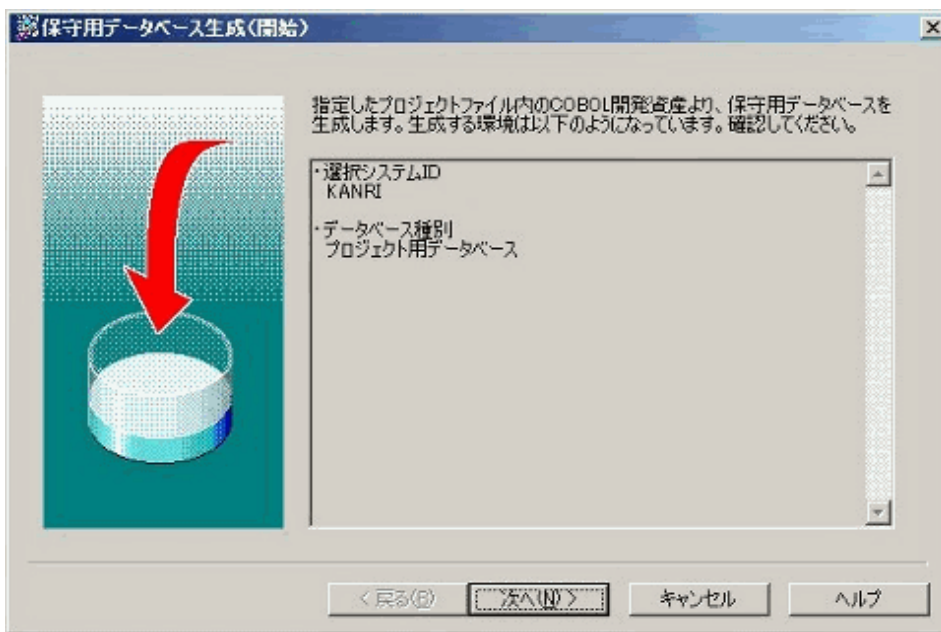 保守用データベース生成(開始)
指定したプロジェクトファイル内のCOBOL開発資産より、保守用データベースを
生成します。生成する環境は以下のようになっています。確認してください。
・選択システムID
KANRI
・データベース種別
プロジェクト用データベース
< 戻る(B)
次へ(N) >
キャンセル
ヘルプ